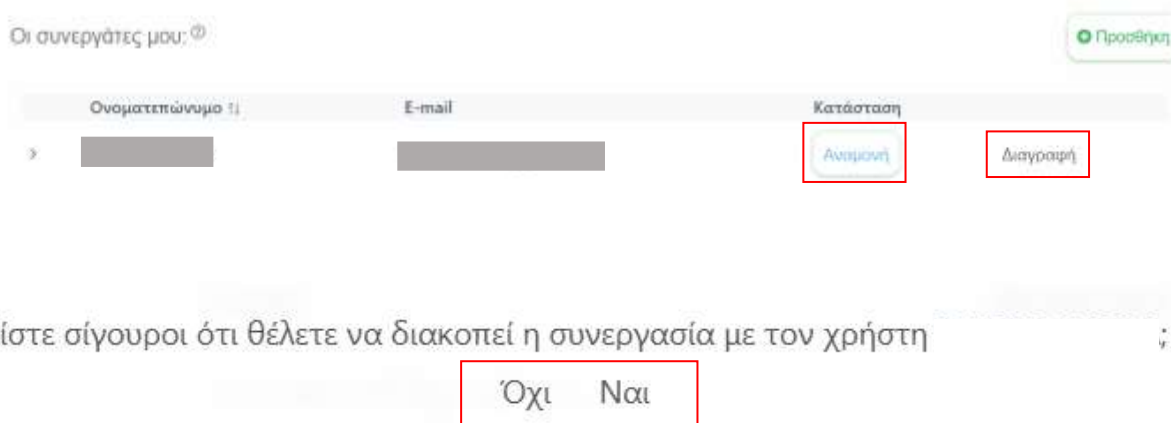 Οι συνεργάτες μου: ⑦
Προσθήκη
Ονοματεπώνυμο ↑↓ E-mail Κατάσταση
> Αναμονή Διαγραφή
ίστε σίγουροι ότι θέλετε να διακοπεί η συνεργασία με τον χρήστη ;
Όχι Ναι